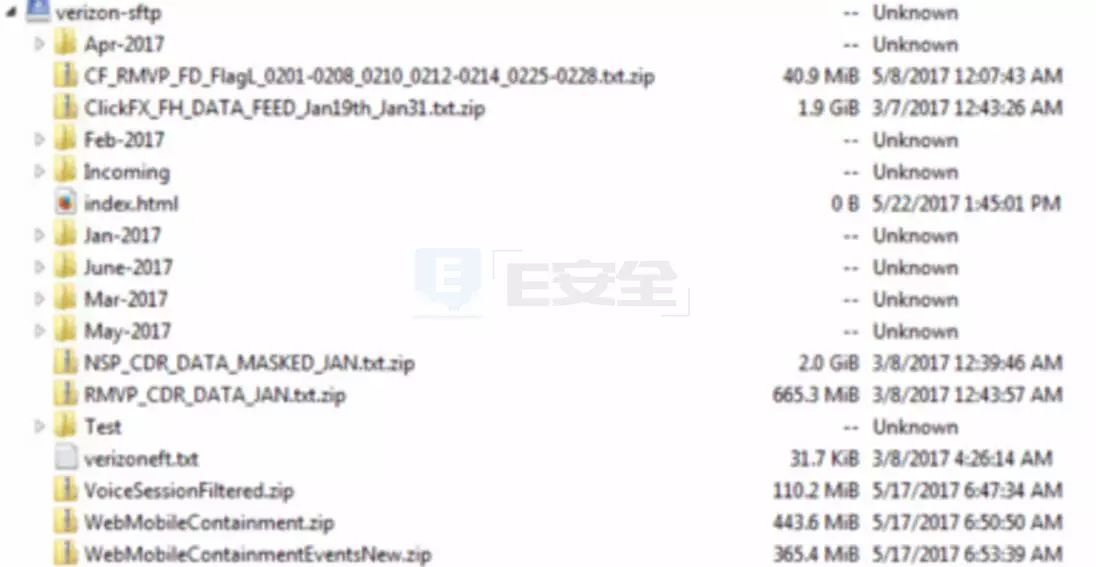 verizon-sftp -- Unknown
Apr-2017 -- Unknown
CF_RMVP_FD_FlagL_0201-0208_0210_0212-0214_0225-0228.txt.zip 40.9 MiB 5/8/2017 12:07:43 AM
ClickFX_FH_DATA_FEED_Jan19th_Jan31.txt.zip 1.9 GiB 3/7/2017 12:43:26 AM
Feb-2017 -- Unknown
Incoming -- Unknown
index.html 0 B 5/22/2017 1:45:01 PM
Jan-2017 -- Unknown
June-2017 -- Unknown
E E安全
Mar-2017 -- Unknown
May-2017 -- Unknown
NSP_CDR_DATA_MASKED_JAN.txt.zip 2.0 GiB 3/8/2017 12:39:46 AM
RMVP_CDR_DATA_JAN.txt.zip 665.3 MiB 3/8/2017 12:43:57 AM
Test -- Unknown
verizoneft.txt 31.7 KiB 3/8/2017 4:26:14 AM
VoiceSessionFiltered.zip 110.2 MiB 5/17/2017 6:47:34 AM
WebMobileContainment.zip 443.6 MiB 5/17/2017 6:50:50 AM
WebMobileContainmentEventsNew.zip 365.4 MiB 5/17/2017 6:53:39 AM